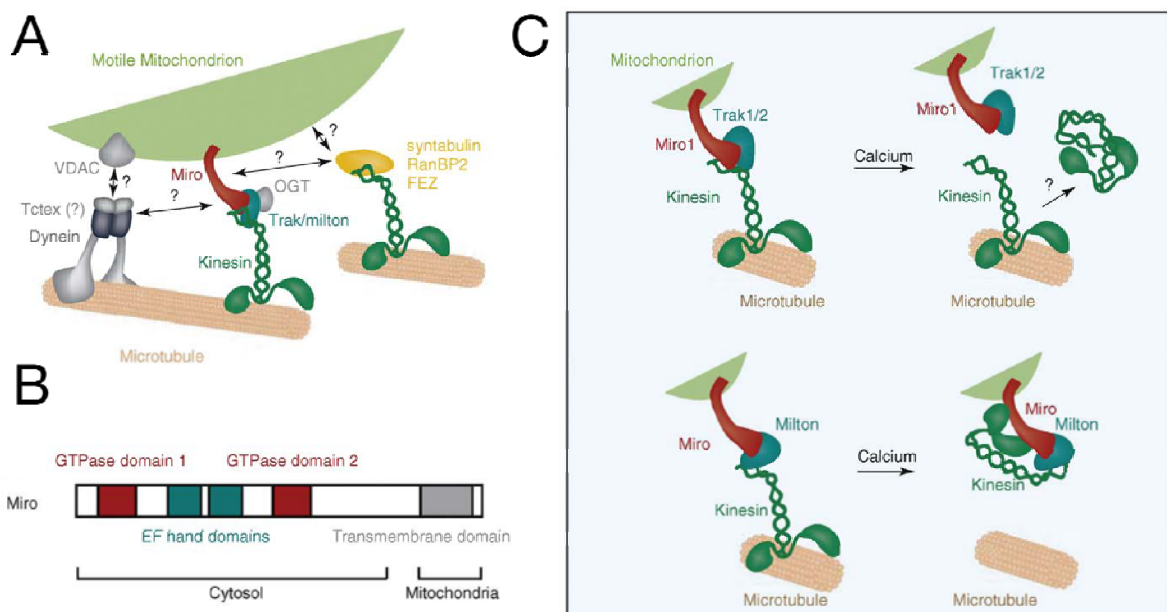 A
Motile Mitochondrion
VDAC
?
?
Tctex (?)
Dynein
Miro
?
?
OGT
syntabulin
RanBP2
FEZ
Trak/milton
Kinesin
Microtubule
B
GTPase domain 1
GTPase domain 2
Miro
EF hand domains
Transmembrane domain
Cytosol
Mitochondria
C
Mitochondrion
Trak1/2
Miro1
Kinesin
Microtubule
Calcium
Trak1/2
Miro1
Kinesin
?
Microtubule
Miro
Milton
Kinesin
Microtubule
Calcium
Miro
Milton
Kinesin
Microtubule